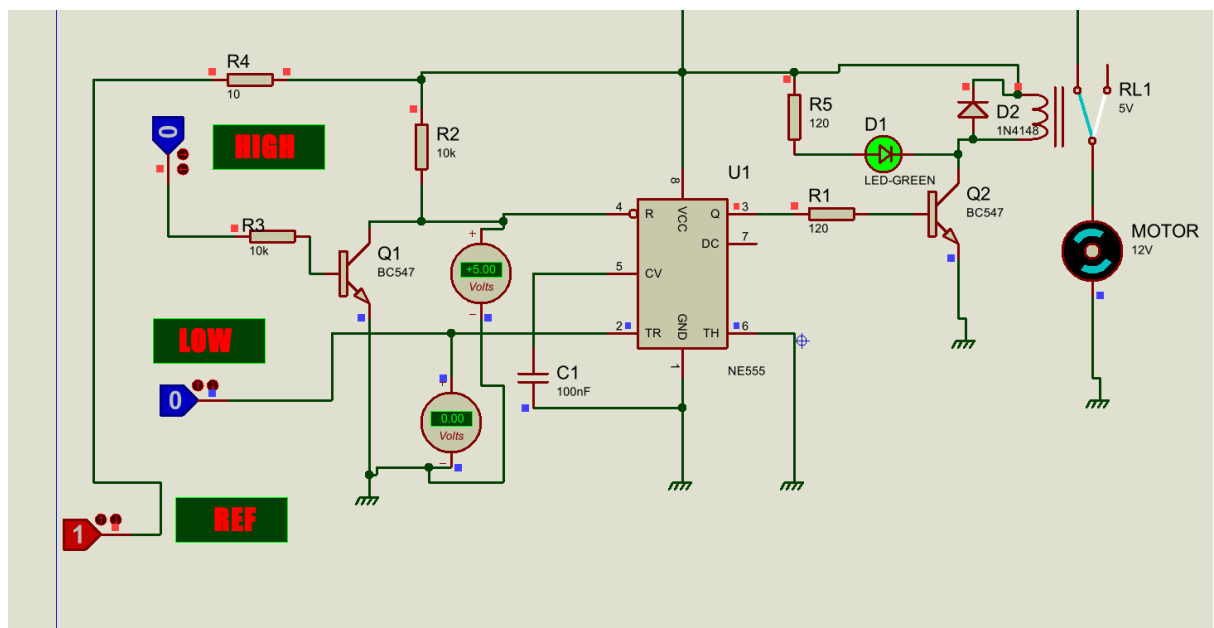 R4
10
0
HIGH
R2
10k
R3
10k
Q1
BC547
+5.00
Volts
LOW
0
0.00
Volts
REF
1
C1
100nF
U1
NE555
4
R
5
CV
2
TR
8
VCC
GND
1
Q
3
DC
7
TH
6
R5
120
D1
LED-GREEN
R1
120
Q2
BC547
D2
1N4148
RL1
5V
MOTOR
12V